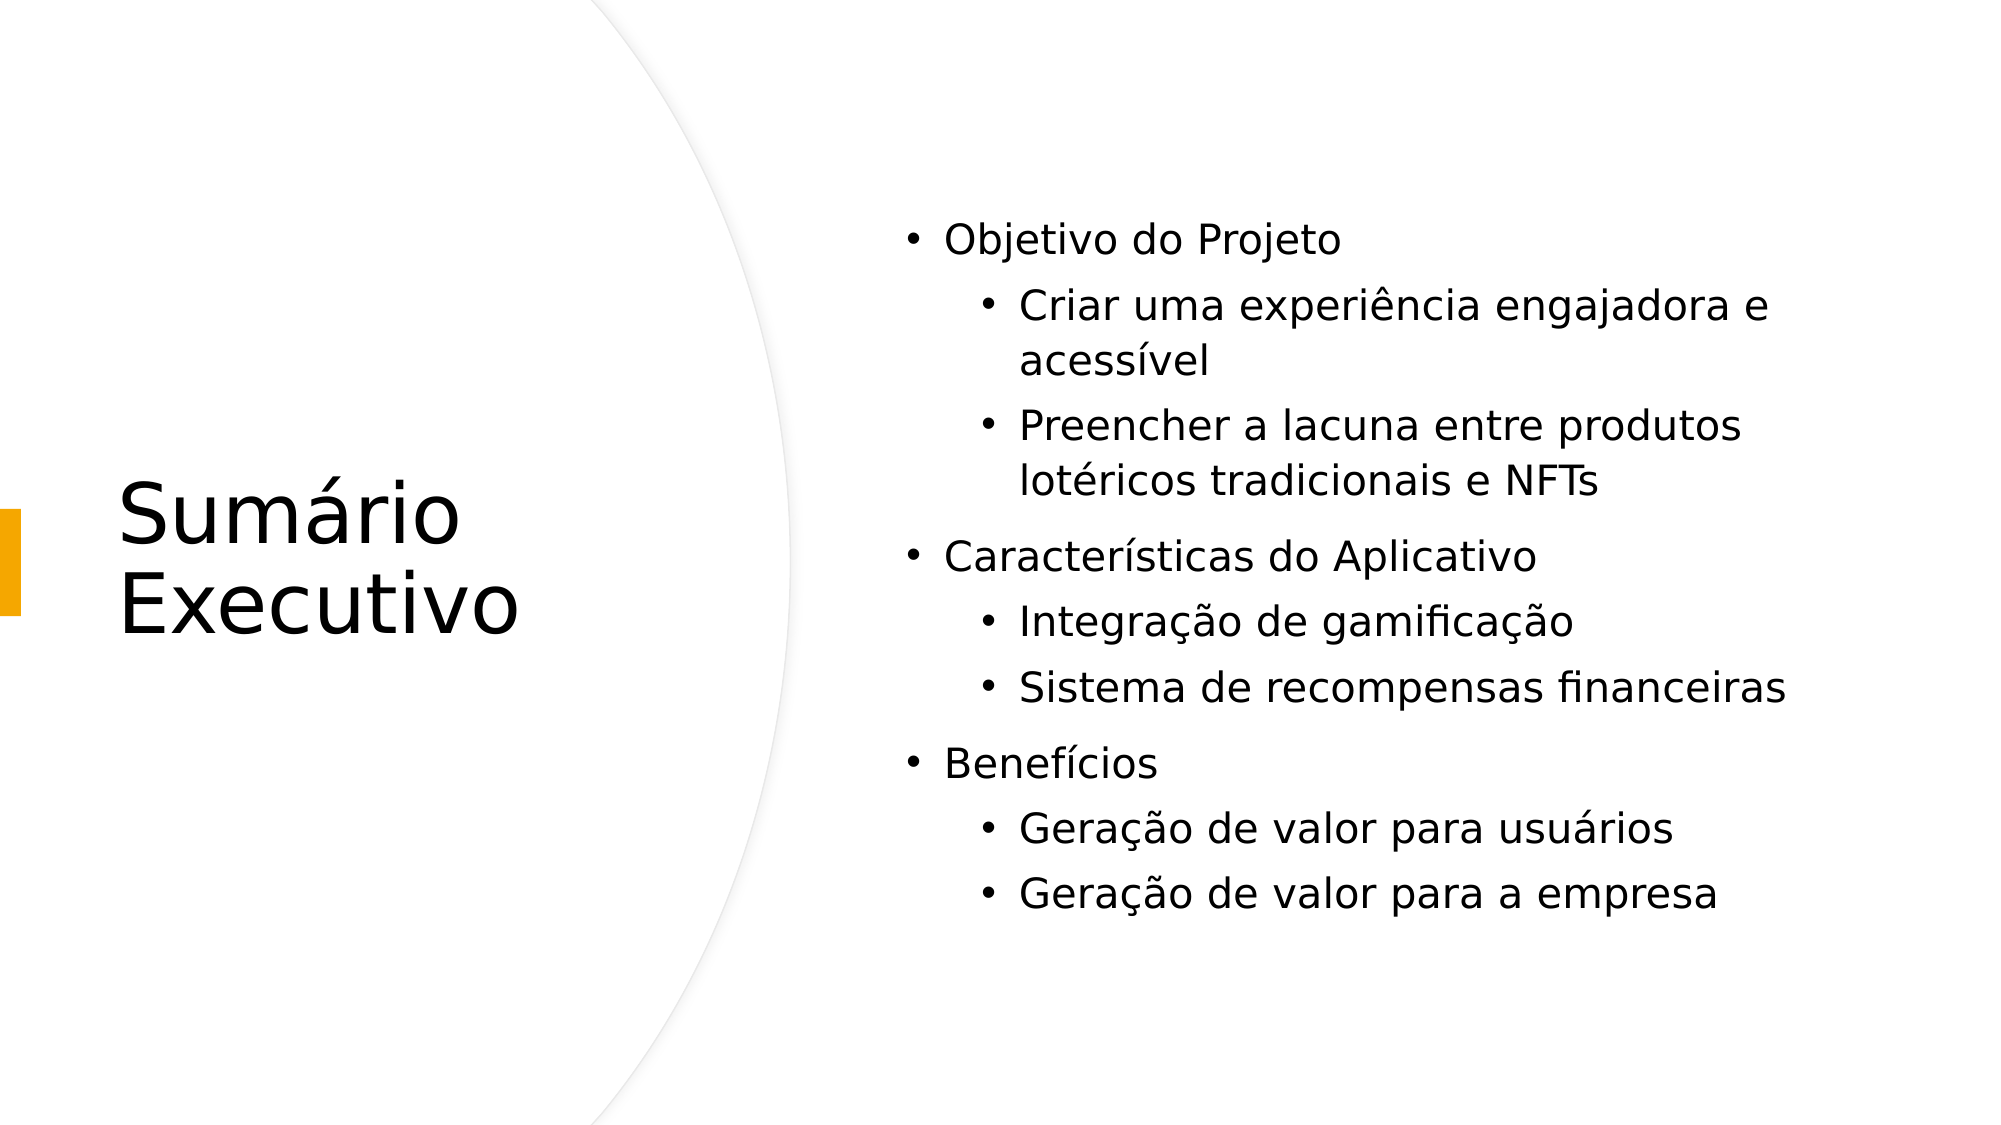 Sumário
Executivo
• Objetivo do Projeto
• Criar uma experiência engajadora e
acessível
• Preencher a lacuna entre produtos
lotéricos tradicionais e NFTs
• Características do Aplicativo
• Integração de gamificação
• Sistema de recompensas financeiras
• Benefícios
• Geração de valor para usuários
• Geração de valor para a empresa